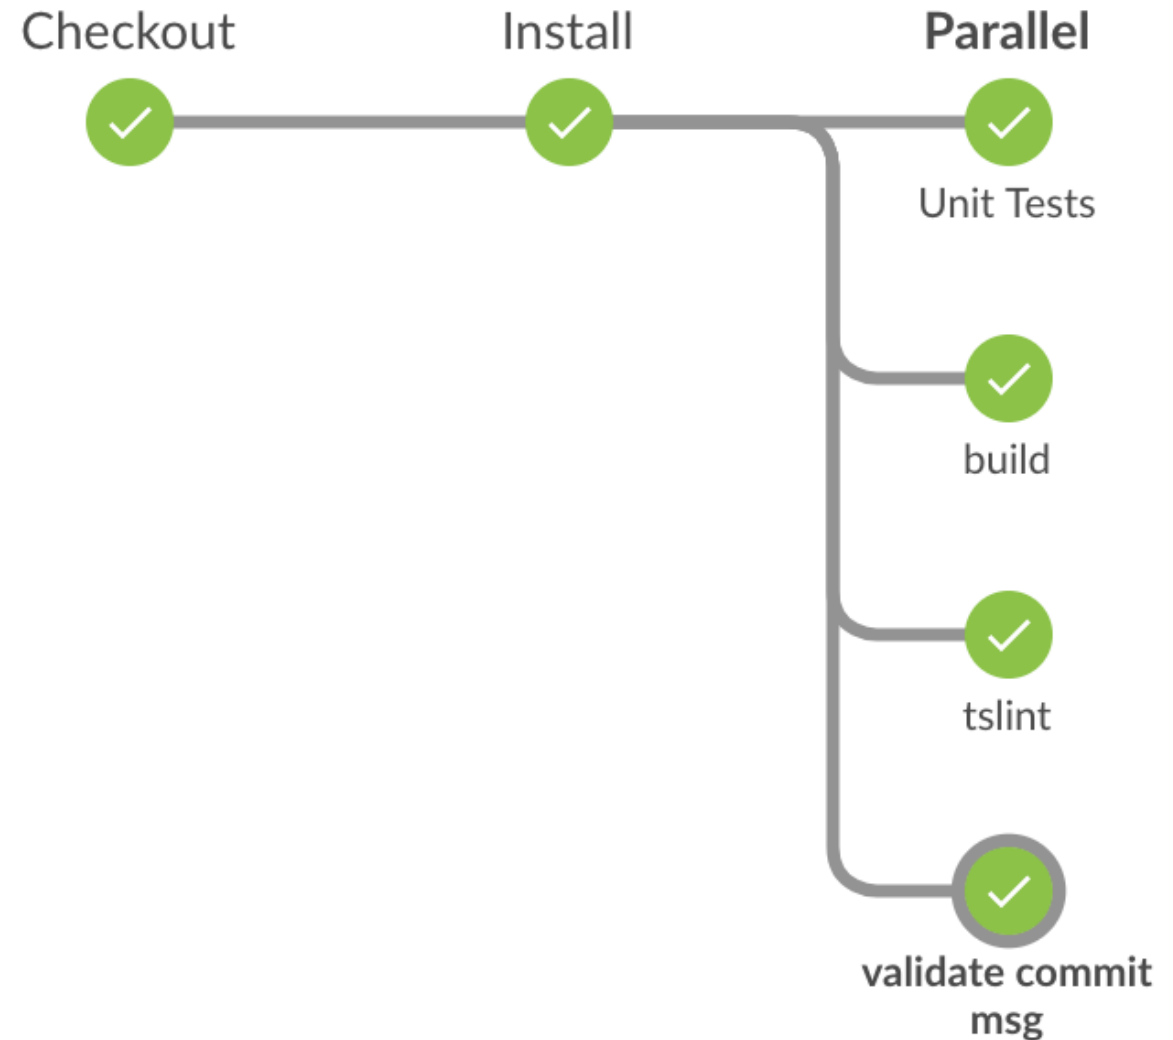 Checkout
Install
Parallel
Unit Tests
build
tslint
validate commit
msg